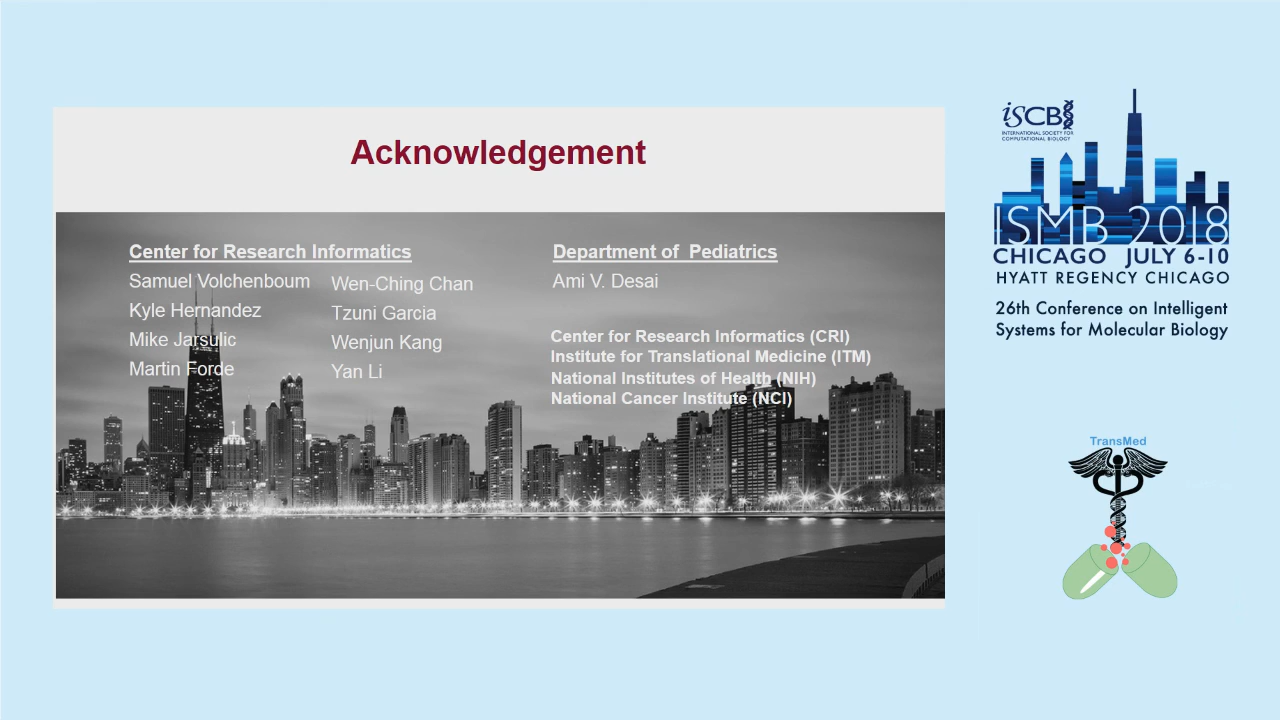 Acknowledgement
Center for Research Informatics
Samuel Volchenboum
Kyle Hernandez
Mike Jarsulic
Martin Forde
Wen-Ching Chan
Tzuni Garcia
Wenjun Kang
Yan Li
Department of Pediatrics
Ami V. Desai
Center for Research Informatics (CRI)
Institute for Translational Medicine (ITM)
National Institutes of Health (NIH)
National Cancer Institute (NCI)
iSCB
INTERNATIONAL SOCIETY FOR
COMPUTATIONAL BIOLOGY
ISMB 2018
CHICAGO JULY 6-10
HYATT REGENCY CHICAGO
26th Conference on Intelligent
Systems for Molecular Biology
TransMed